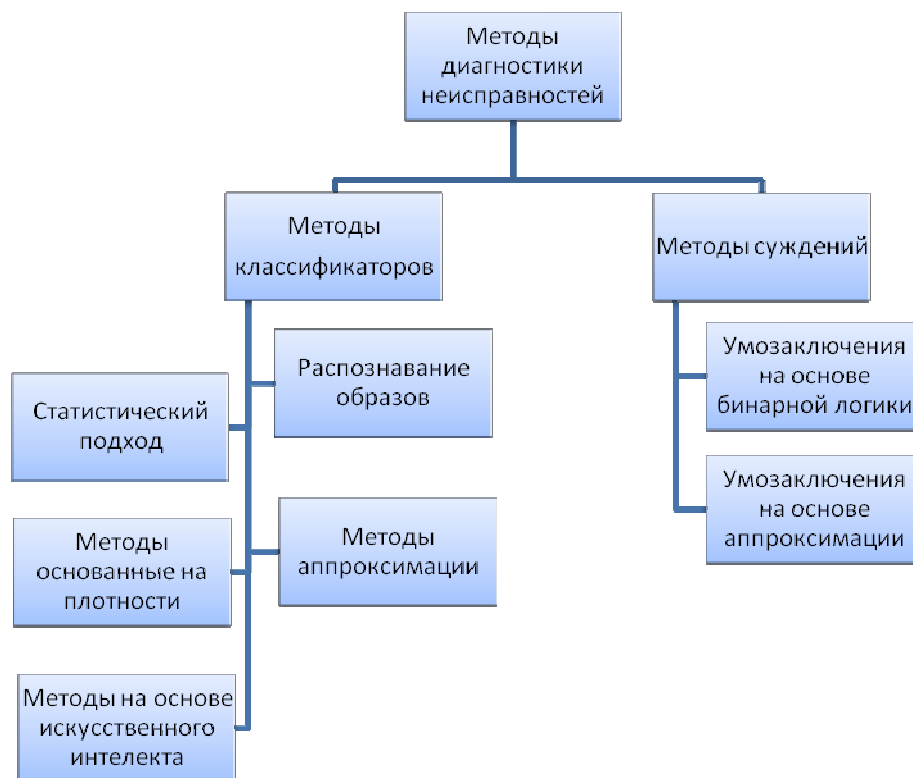 Методы
диагностики
неисправностей
Методы
классификаторов
Методы суждений
Распознавание
образов
Статистический
подход
Методы
аппроксимации
Методы
основанные на
плотности
Методы на основе
искусственного
интелекта
Умозаключения
на основе
бинарной логики
Умозаключения
на основе
аппроксимации